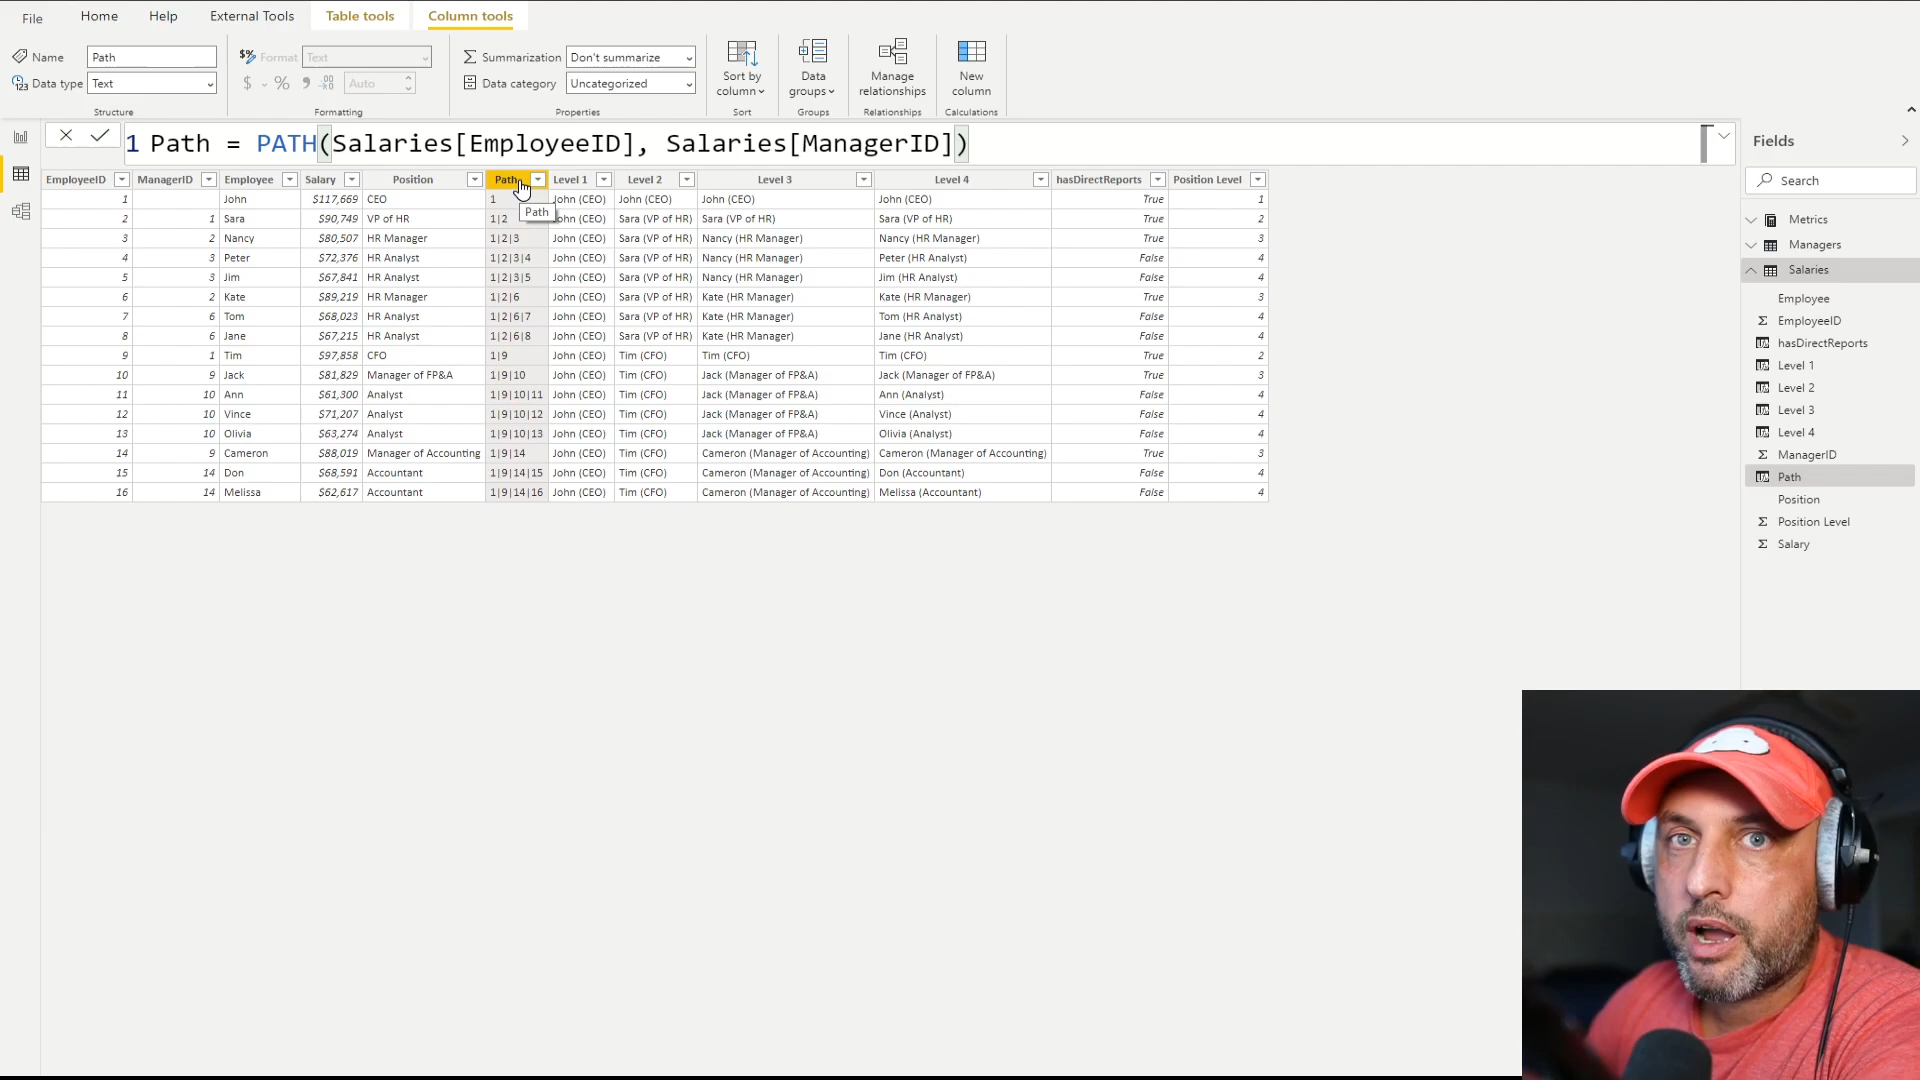 File Home Help External Tools Table tools Column tools
Name Path
Data type Text
Structure
Format Text
$ % 9 Auto
Formatting
Summarization Don't summarize
Data category Uncategorized
Properties
Sort by column
Sort
Data groups
Groups
Manage relationships
Relationships
New column
Calculations
1 Path = PATH(Salaries[EmployeeID], Salaries[ManagerID])
EmployeeID ManagerID Employee Salary Position Path Level 1 Level 2 Level 3 Level 4 hasDirectReports Position Level
1 John $117,669 CEO 1 John (CEO) John (CEO) John (CEO) John (CEO) True 1
Path
2 1 Sara $90,749 VP of HR 1|2 John (CEO) Sara (VP of HR) Sara (VP of HR) Sara (VP of HR) True 2
3 2 Nancy $80,507 HR Manager 1|2|3 John (CEO) Sara (VP of HR) Nancy (HR Manager) Nancy (HR Manager) True 3
4 3 Peter $72,376 HR Analyst 1|2|3|4 John (CEO) Sara (VP of HR) Nancy (HR Manager) Peter (HR Analyst) False 4
5 3 Jim $67,841 HR Analyst 1|2|3|5 John (CEO) Sara (VP of HR) Nancy (HR Manager) Jim (HR Analyst) False 4
6 2 Kate $89,219 HR Manager 1|2|6 John (CEO) Sara (VP of HR) Kate (HR Manager) Kate (HR Manager) True 3
7 6 Tom $68,023 HR Analyst 1|2|6|7 John (CEO) Sara (VP of HR) Kate (HR Manager) Tom (HR Analyst) False 4
8 6 Jane $67,215 HR Analyst 1|2|6|8 John (CEO) Sara (VP of HR) Kate (HR Manager) Jane (HR Analyst) False 4
9 1 Tim $97,858 CFO 1|9 John (CEO) Tim (CFO) Tim (CFO) Tim (CFO) True 2
10 9 Jack $81,829 Manager of FP&A 1|9|10 John (CEO) Tim (CFO) Jack (Manager of FP&A) Jack (Manager of FP&A) True 3
11 10 Ann $61,300 Analyst 1|9|10|11 John (CEO) Tim (CFO) Jack (Manager of FP&A) Ann (Analyst) False 4
12 10 Vince $71,207 Analyst 1|9|10|12 John (CEO) Tim (CFO) Jack (Manager of FP&A) Vince (Analyst) False 4
13 10 Olivia $63,274 Analyst 1|9|10|13 John (CEO) Tim (CFO) Jack (Manager of FP&A) Olivia (Analyst) False 4
14 9 Cameron $88,019 Manager of Accounting 1|9|14 John (CEO) Tim (CFO) Cameron (Manager of Accounting) Cameron (Manager of Accounting) True 3
15 14 Don $68,591 Accountant 1|9|14|15 John (CEO) Tim (CFO) Cameron (Manager of Accounting) Don (Accountant) False 4
16 14 Melissa $62,617 Accountant 1|9|14|16 John (CEO) Tim (CFO) Cameron (Manager of Accounting) Melissa (Accountant) False 4
Fields
Search
Metrics
Managers
Salaries
Employee
EmployeeID
hasDirectReports
Level 1
Level 2
Level 3
Level 4
ManagerID
Path
Position
Position Level
Salary